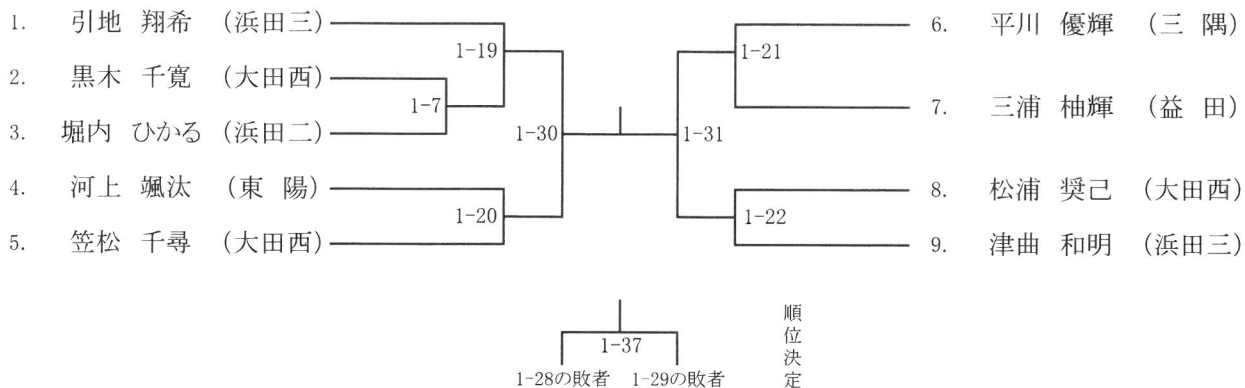 1. 引地 翔希 (浜田三)
2. 黒木 千寛 (大田西)
3. 堀内 ひかる (浜田二)
4. 河上 颯汰 (東 陽)
5. 笠松 千尋 (大田西)
1-19
1-7
1-30
1-20
1-21
1-31
1-22
6. 平川 優輝 (三 隅)
7. 三浦 柚輝 (益 田)
8. 松浦 奨己 (大田西)
9. 津曲 和明 (浜田三)
1-37
1-28の敗者 1-29の敗者
順位決定